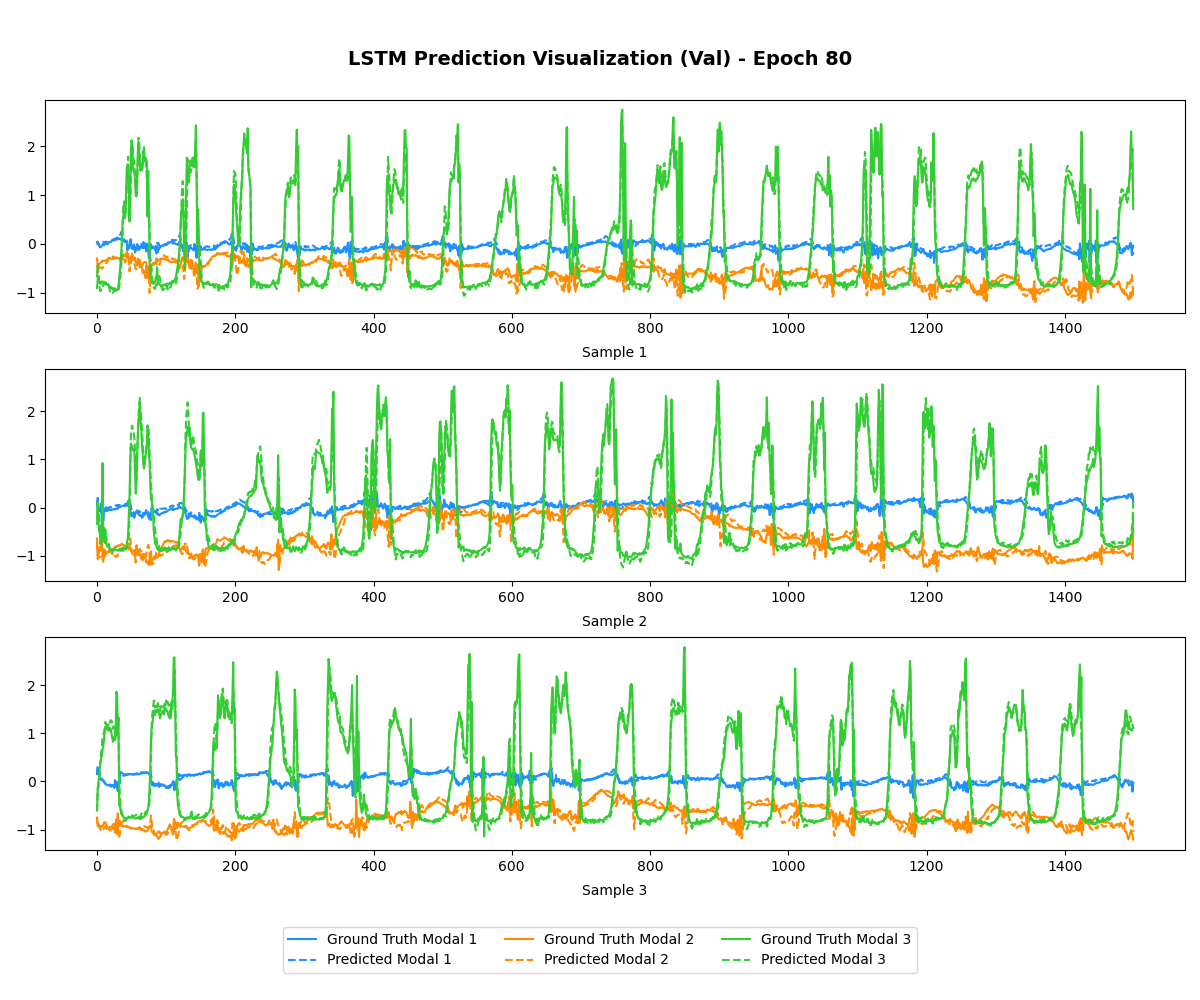 LSTM Prediction Visualization (Val) - Epoch 80
2
1
0
−1
0 200 400 600 800 1000 1200 1400
Sample 1
2
1
0
−1
0 200 400 600 800 1000 1200 1400
Sample 2
2
1
0
−1
0 200 400 600 800 1000 1200 1400
Sample 3
Ground Truth Modal 1 Ground Truth Modal 2 Ground Truth Modal 3
Predicted Modal 1 Predicted Modal 2 Predicted Modal 3